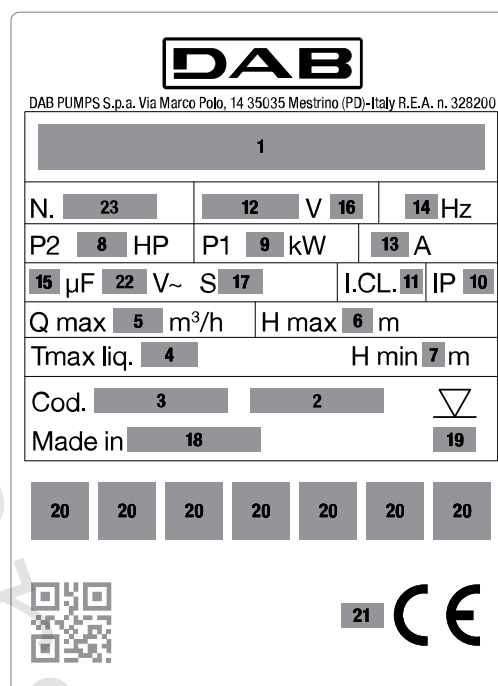 DAB
DAB PUMPS S.p.a. Via Marco Polo, 14 35035 Mestrino (PD)-Italy R.E.A. n. 328200
1
N. 23 12 V 16 14 Hz
P2 8 HP P1 9 kW 13 A
15 µF 22 V~ S 17 I.CL. 11 IP 10
Q max 5 m³/h H max 6 m
Tmax liq. 4 H min 7 m
Cod. 3 2
Made in 18 19
20 20 20 20 20 20 20
21 CE